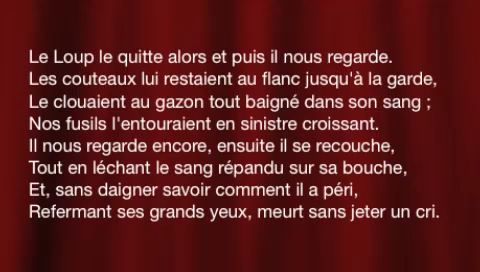 Le Loup le quitte alors et puis il nous regarde.
Les couteaux lui restaient au flanc jusqu'à la garde,
Le clouaient au gazon tout baigné dans son sang ;
Nos fusils l'entouraient en sinistre croissant.
Il nous regarde encore, ensuite il se recouche,
Tout en léchant le sang répandu sur sa bouche,
Et, sans daigner savoir comment il a péri,
Refermant ses grands yeux, meurt sans jeter un cri.